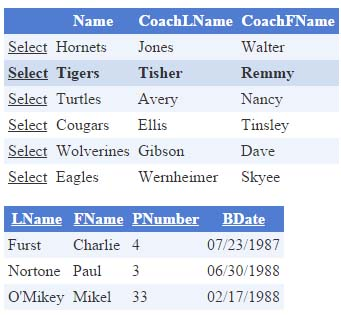 Name CoachLName CoachFName
Select Hornets Jones Walter
Select Tigers Tisher Remmy
Select Turtles Avery Nancy
Select Cougars Ellis Tinsley
Select Wolverines Gibson Dave
Select Eagles Wernheimer Skyee
LName FName PNumber BDate
Furst Charlie 4 07/23/1987
Nortone Paul 3 06/30/1988
O'Mikey Mikel 33 02/17/1988